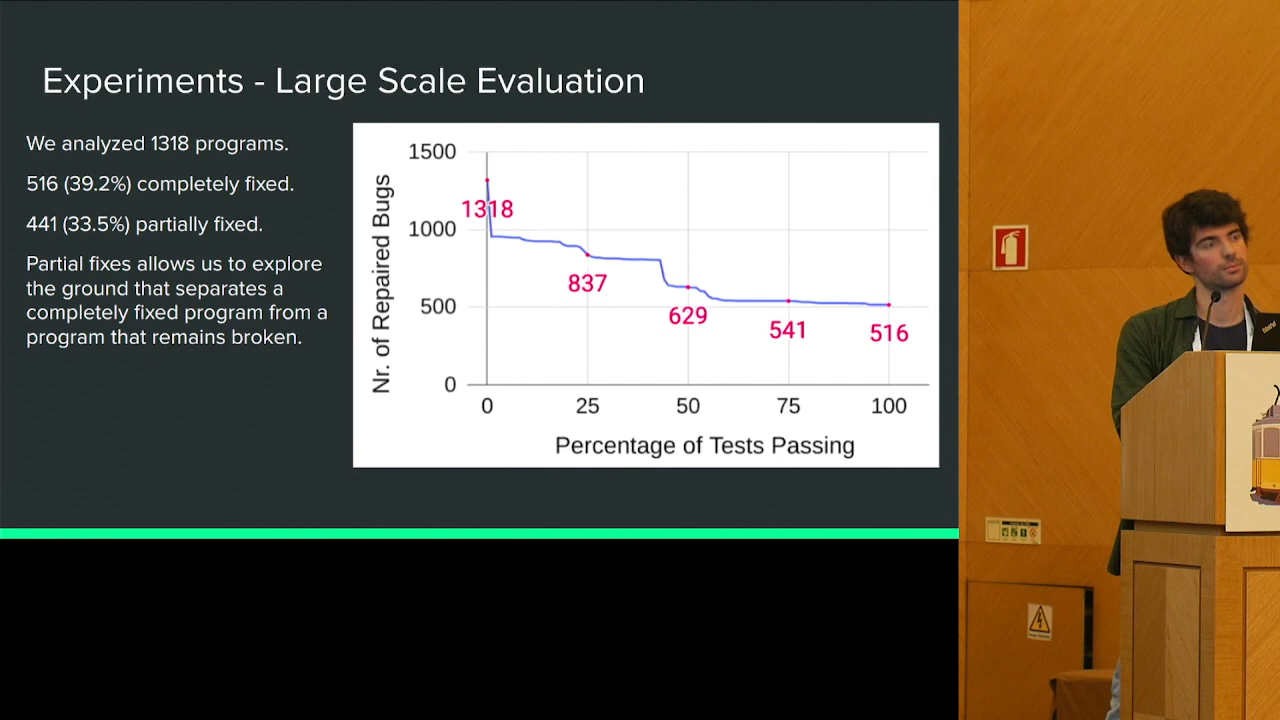 Experiments - Large Scale Evaluation
We analyzed 1318 programs.
516 (39.2%) completely fixed.
441 (33.5%) partially fixed.
Partial fixes allows us to explore
the ground that separates a
completely fixed program from a
program that remains broken.
Nr. of Repaired Bugs
1500
1000
500
0
1318
837
629
541
516
0
25
50
75
100
Percentage of Tests Passing